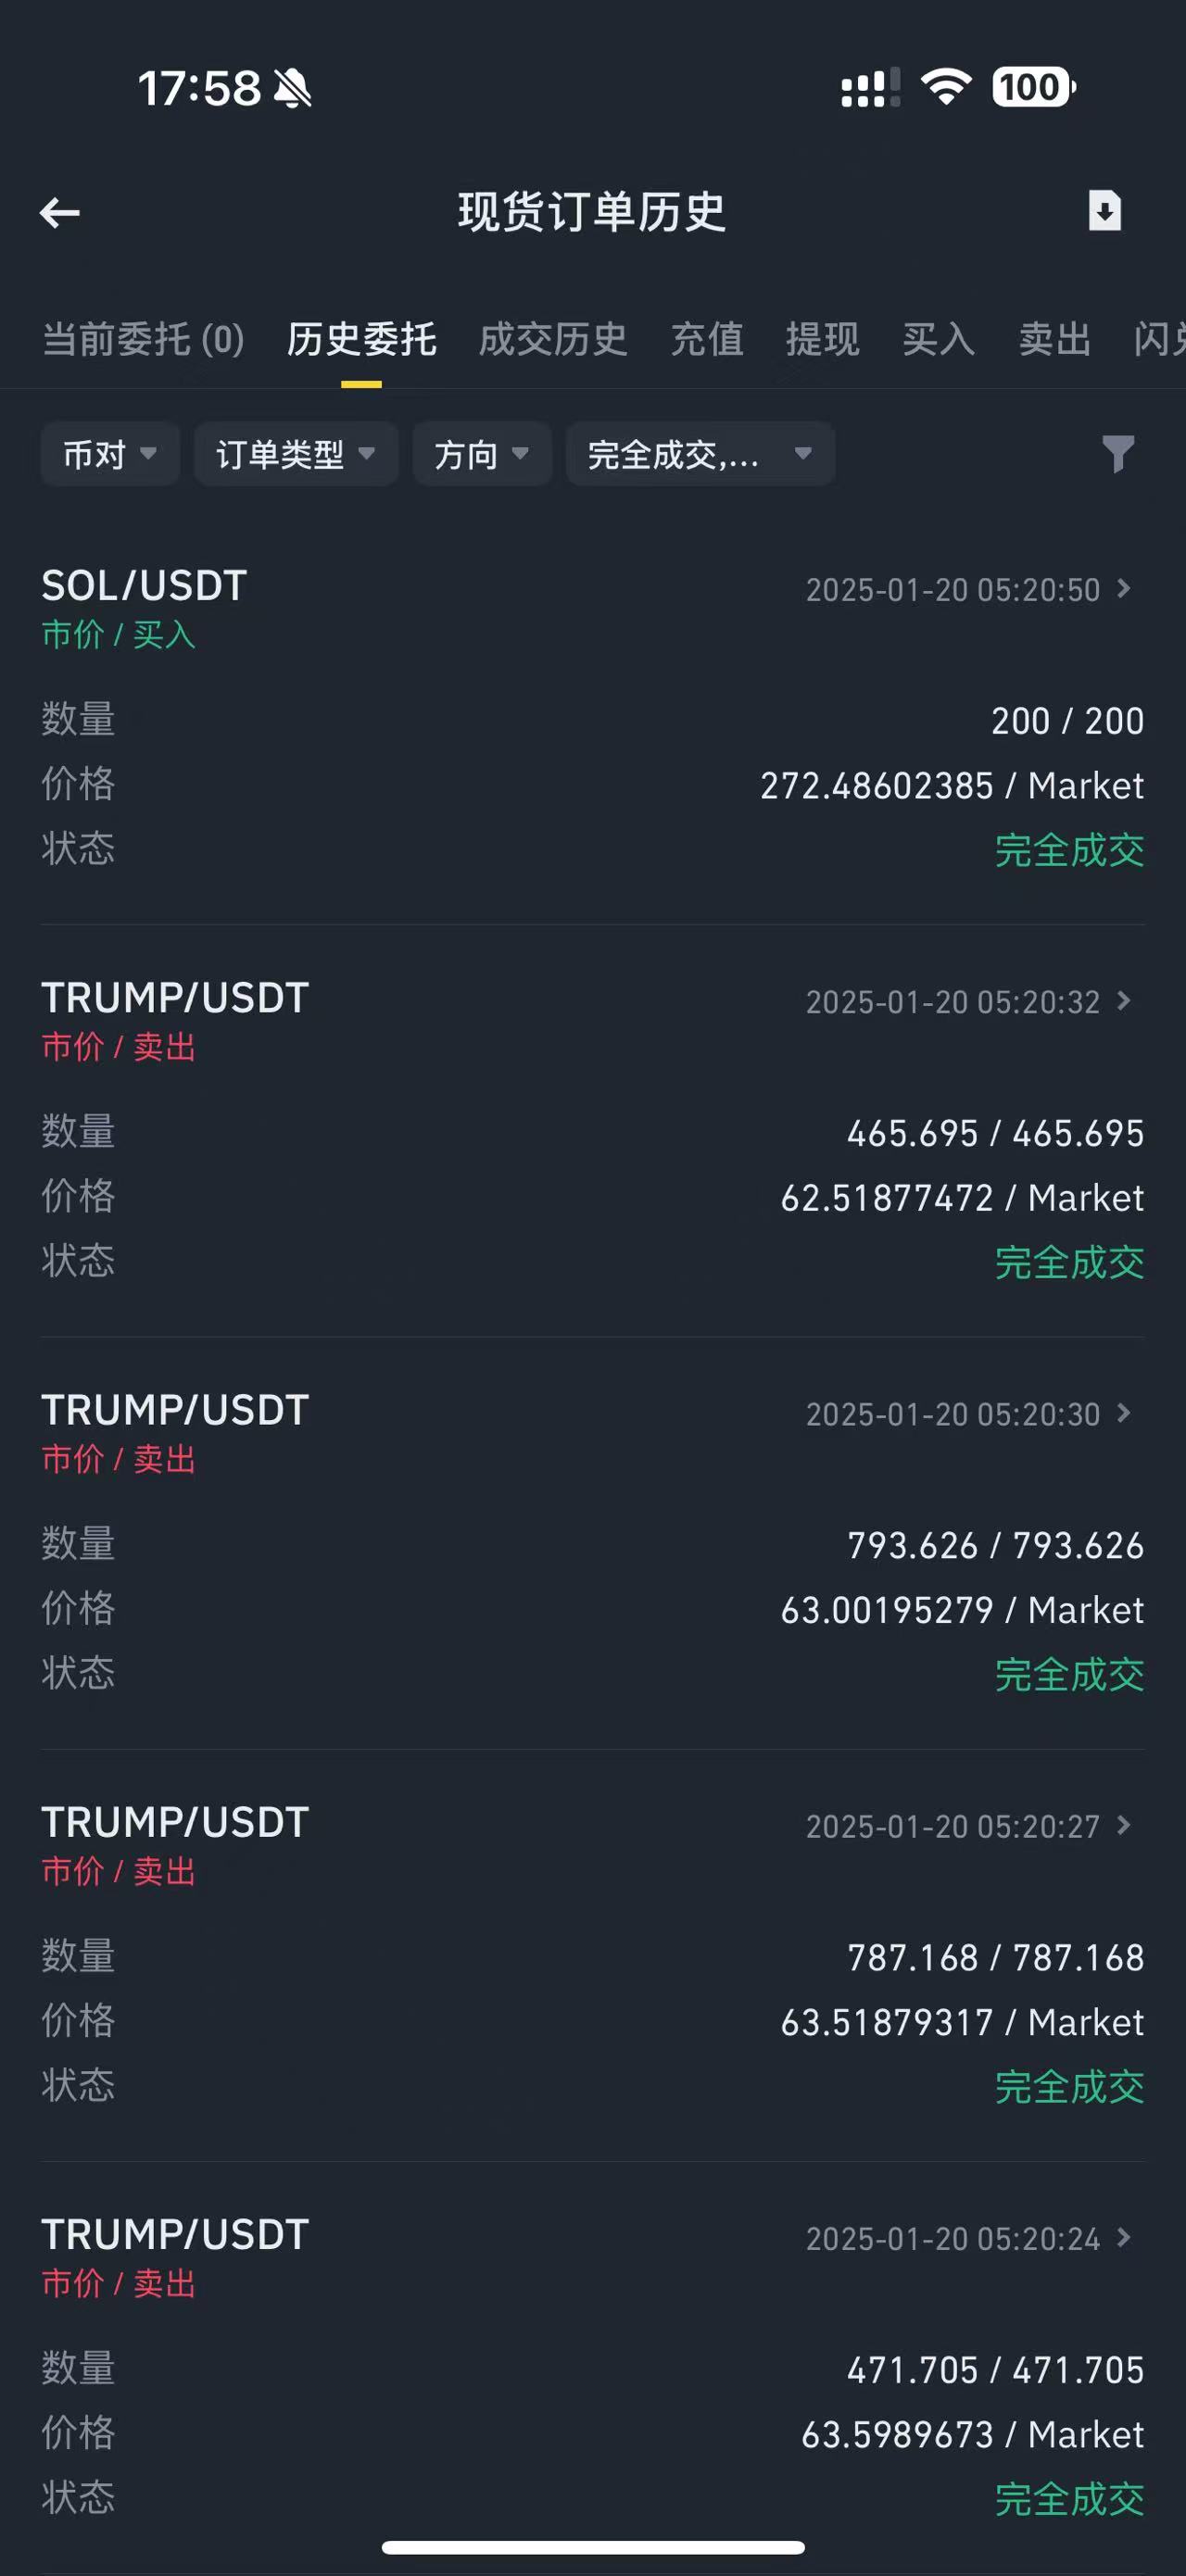 17:58
100
现货订单历史
当前委托 (0) 历史委托 成交历史 充值 提现 买入 卖出 闪
币对 订单类型 方向 完全成交,...
SOL/USDT 2025-01-20 05:20:50
市价 / 买入
数量 200 / 200
价格 272.48602385 / Market
状态 完全成交
TRUMP/USDT 2025-01-20 05:20:32
市价 / 卖出
数量 465.695 / 465.695
价格 62.51877472 / Market
状态 完全成交
TRUMP/USDT 2025-01-20 05:20:30
市价 / 卖出
数量 793.626 / 793.626
价格 63.00195279 / Market
状态 完全成交
TRUMP/USDT 2025-01-20 05:20:27
市价 / 卖出
数量 787.168 / 787.168
价格 63.51879317 / Market
状态 完全成交
TRUMP/USDT 2025-01-20 05:20:24
市价 / 卖出
数量 471.705 / 471.705
价格 63.5989673 / Market
状态 完全成交